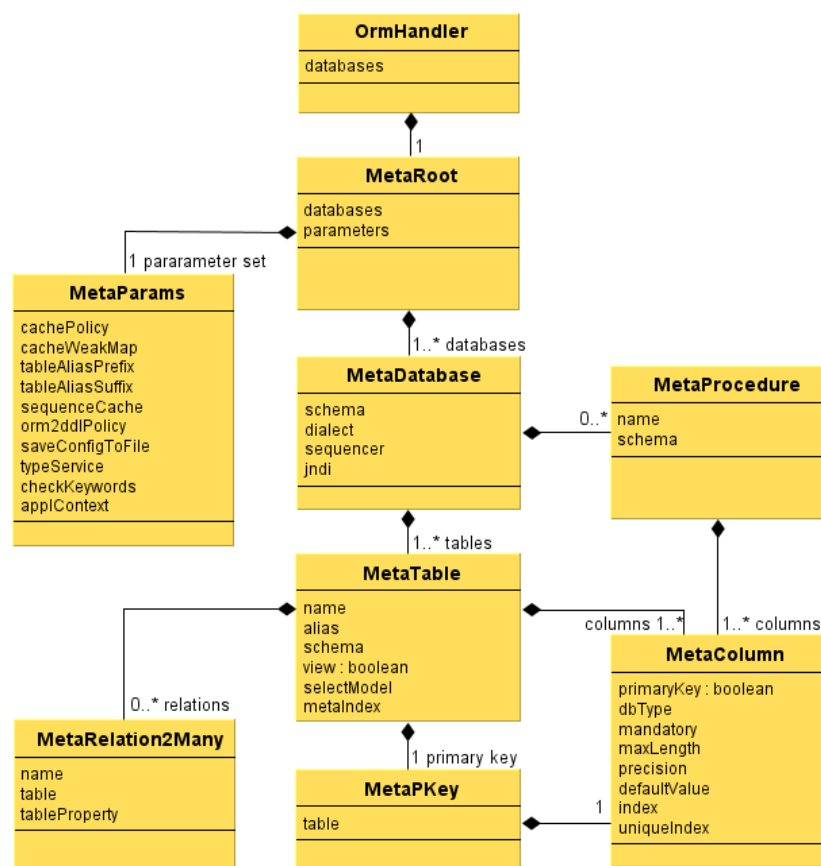 OrmHandler
databases
1
MetaRoot
databases
parameters
1 pararameter set
MetaParams
cachePolicy
cacheWeakMap
tableAliasPrefix
tableAliasSuffix
sequenceCache
orm2ddlPolicy
saveConfigToFile
typeService
checkKeywords
applContext
1..* databases
MetaDatabase
schema
dialect
sequencer
jndi
0..*
MetaProcedure
name
schema
1..* tables
MetaTable
name
alias
schema
view : boolean
selectModel
metaIndex
columns 1..*
1..* columns
MetaColumn
primaryKey : boolean
dbType
mandatory
maxLength
precision
defaultValue
index
uniqueIndex
0..* relations
MetaRelation2Many
name
table
tableProperty
1 primary key
MetaPKey
table
1